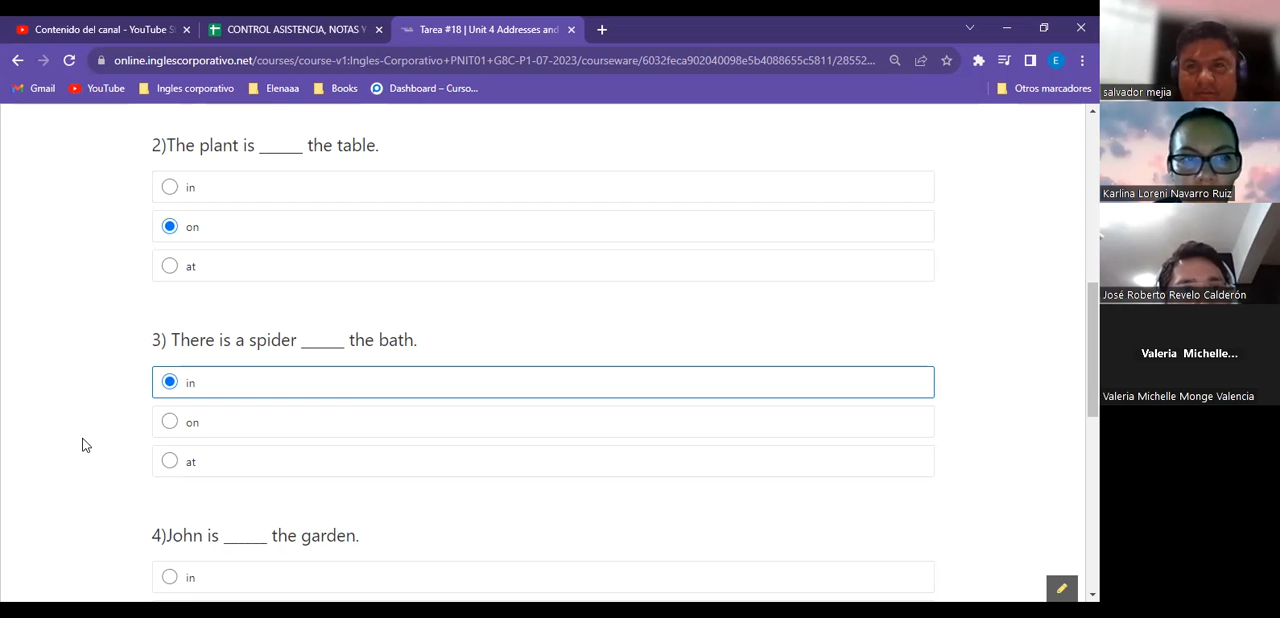 Contenido del canal - YouTube S
CONTROL ASISTENCIA, NOTAS Y
Tarea #18 | Unit 4 Addresses and
online.inglescorporativo.net/courses/course-v1:Ingles-Corporativo+PNIT01+G8C-P1-07-2023/courseware/6032feca902040098e5b4088655c5811/28552...
E
Gmail
YouTube
Ingles corporativo
Elenaaa
Books
Dashboard – Curso...
Otros marcadores
2)The plant is _____ the table.
in
on
at
3) There is a spider _____ the bath.
in
on
at
4)John is _____ the garden.
in
salvador mejia
Karlina Loreni Navarro Ruiz
José Roberto Revelo Calderón
Valeria Michelle...
Valeria Michelle Monge Valencia